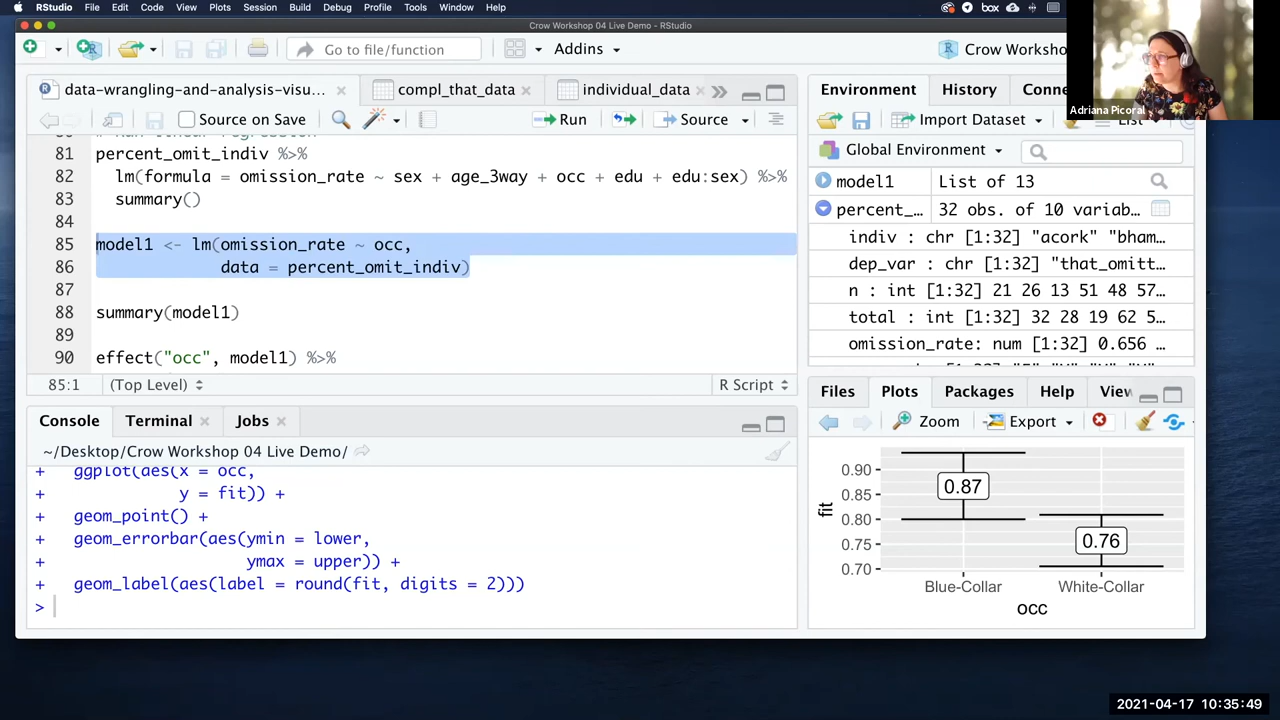 RStudio File Edit Code View Plots Session Build Debug Profile Tools Window Help
box
Crow Workshop 04 Live Demo - RStudio
Go to file/function
Addins
Crow Worksho
Adriana Picoral
data-wrangling-and-analysis-visu...
compl_that_data
individual_data
Environment
History
Conne
Source on Save
Run
Source
Import Dataset
List
Global Environment
81 percent_omit_indiv %>%
82 lm(formula = omission_rate ~ sex + age_3way + occ + edu + edu:sex) %>%
83 summary()
84
85 model1 <- lm(omission_rate ~ occ,
86 data = percent_omit_indiv)
87
88 summary(model1)
89
90 effect("occ", model1) %>%
85:1 (Top Level) R Script
model1 List of 13
percent_... 32 obs. of 10 variab...
indiv : chr [1:32] "acork" "bham...
dep_var : chr [1:32] "that_omitt...
n : int [1:32] 21 26 13 51 48 57...
total : int [1:32] 32 28 19 62 5...
omission_rate: num [1:32] 0.656 ...
Console Terminal Jobs
~/Desktop/Crow Workshop 04 Live Demo/
+ ggplot(aes(x = occ,
+ y = fit)) +
+ geom_point() +
+ geom_errorbar(aes(ymin = lower,
+ ymax = upper)) +
+ geom_label(aes(label = round(fit, digits = 2)))
>
Files Plots Packages Help View
Zoom Export
0.90
0.85
0.80
0.75
0.70
fit
0.87
0.76
Blue-Collar White-Collar
occ
2021-04-17 10:35:49